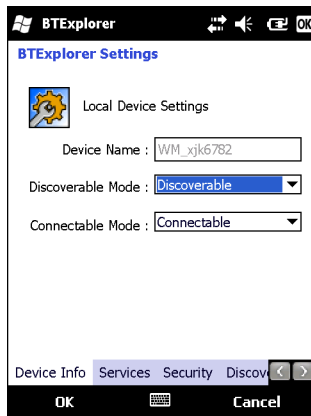 BTExplorer OK
BTExplorer Settings
Local Device Settings
Device Name : WM_xjk6782
Discoverable Mode : Discoverable
Connectable Mode : Connectable
Device Info Services Security Discov
OK Cancel